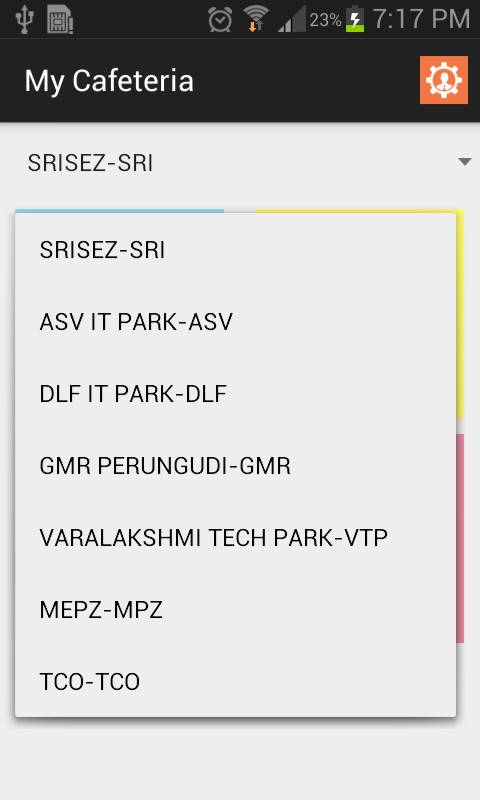 23% 7:17 PM
My Cafeteria
SRISEZ-SRI
SRISEZ-SRI
ASV IT PARK-ASV
DLF IT PARK-DLF
GMR PERUNGUDI-GMR
VARALAKSHMI TECH PARK-VTP
MEPZ-MPZ
TCO-TCO